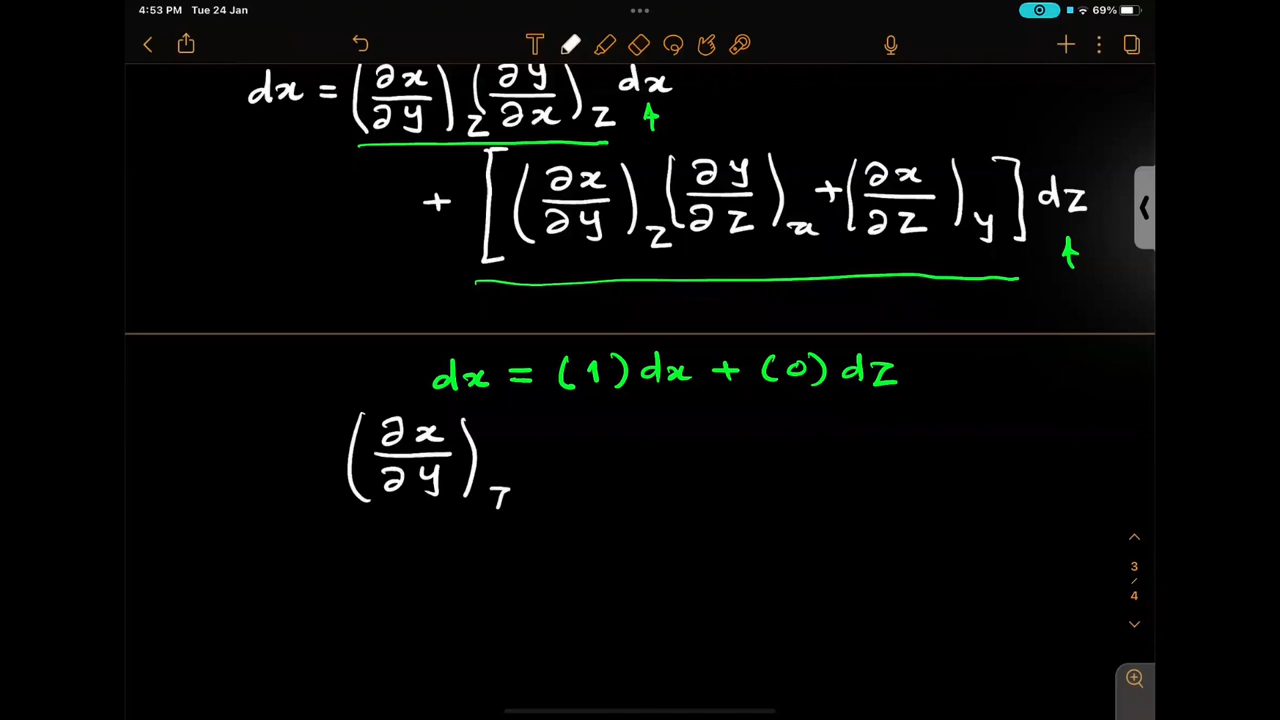 4:53 PM Tue 24 Jan
69%
dx = (∂x/∂y)_z (∂y/∂x)_z dx
+ [(∂x/∂y)_z (∂y/∂z)_x + (∂x/∂z)_y] dz
dx = (1) dx + (0) dz
(∂x/∂y)
3
/
4